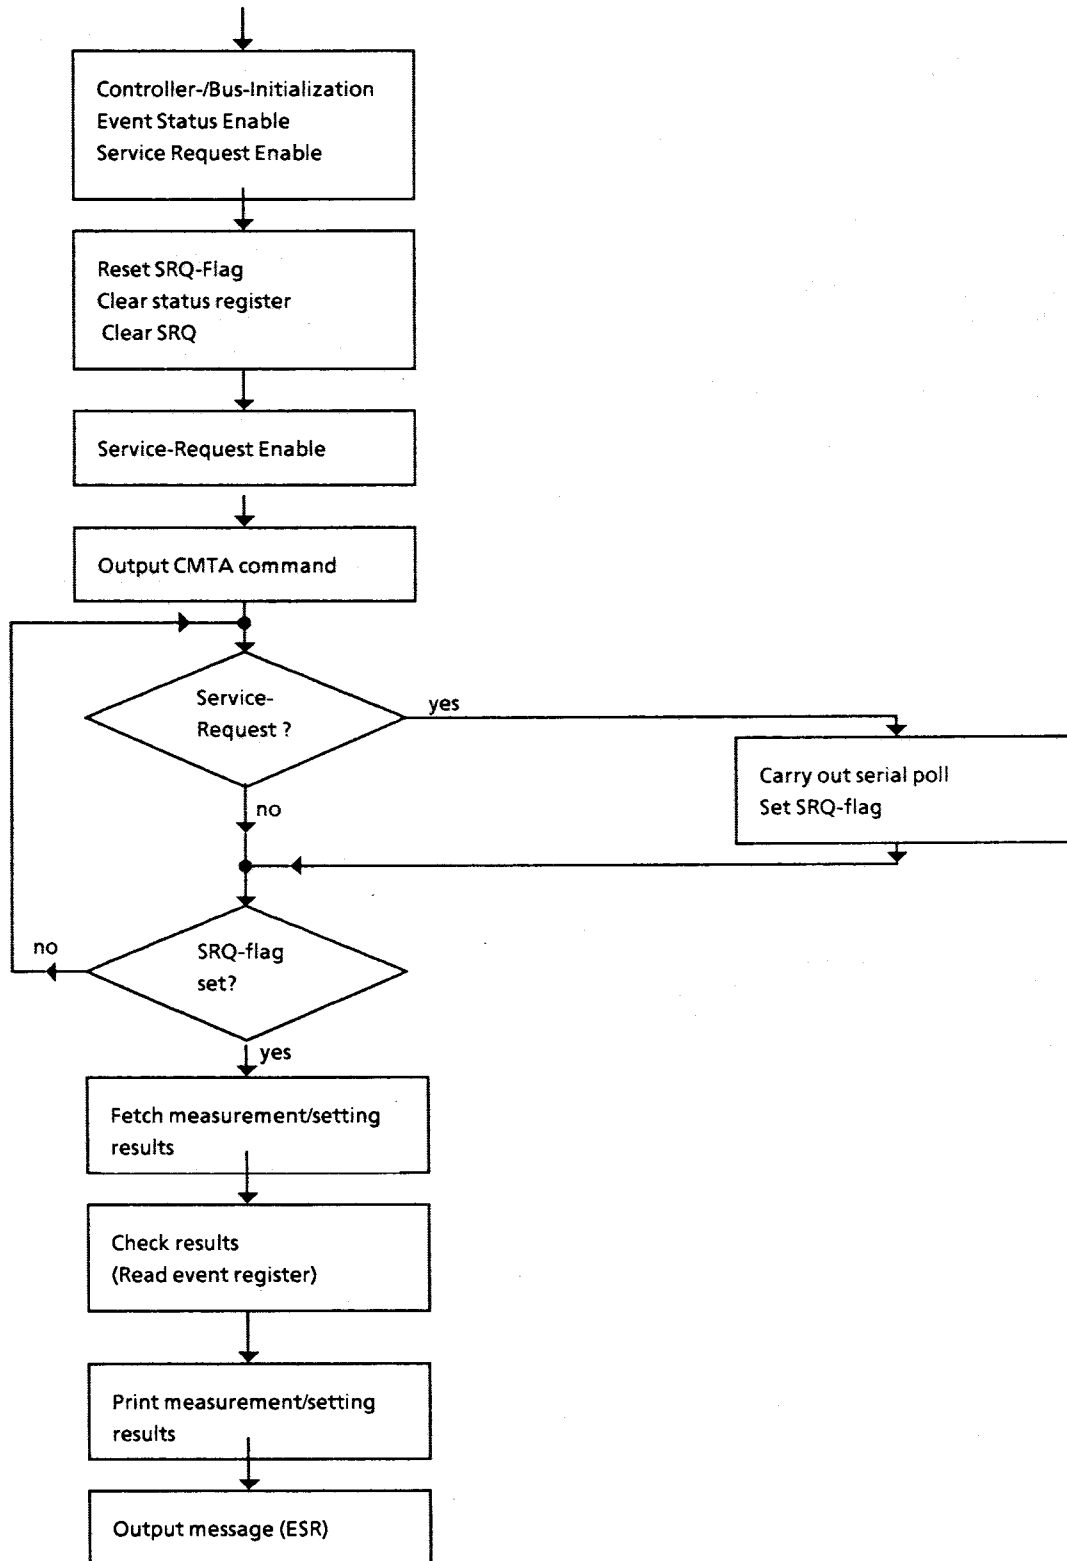 Controller-/Bus-Initialization
Event Status Enable
Service Request Enable
Reset SRQ-Flag
Clear status register
Clear SRQ
Service-Request Enable
Output CMTA command
Service-
Request ?
yes
no
Carry out serial poll
Set SRQ-flag
SRQ-flag
set?
no
yes
Fetch measurement/setting
results
Check results
(Read event register)
Print measurement/setting
results
Output message (ESR)